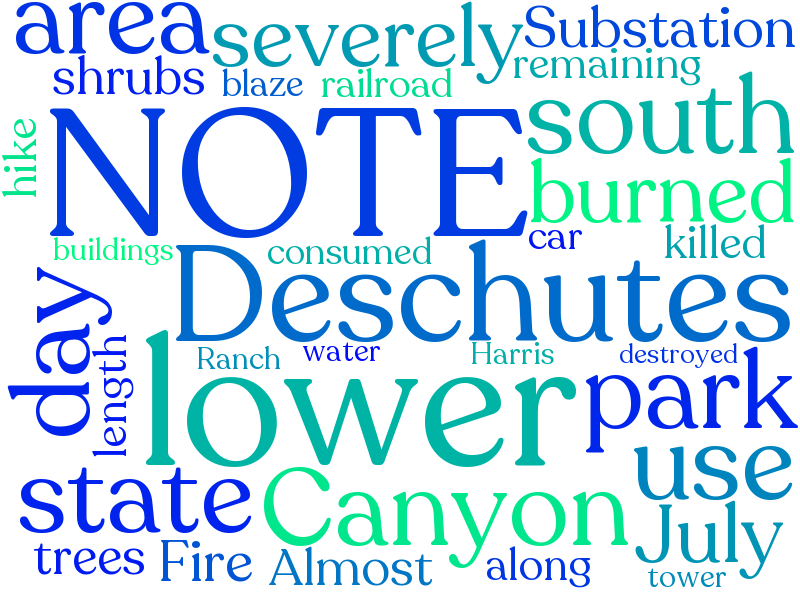 area
severely
Substation
shrubs
blaze
railroad
remaining
hike
NOTE
south
burned
buildings
consumed
car
killed
day
Deschutes
length
Ranch
water
Harris
destroyed
lower
park
state
Canyon
use
July
trees
Fire
Almost
along
tower